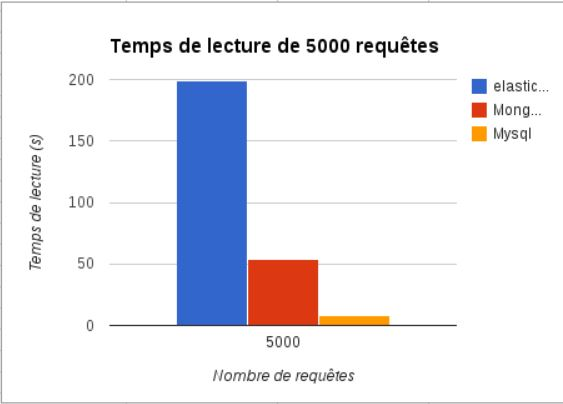 Temps de lecture de 5000 requêtes
200
150
100
50
0
Temps de lecture (s)
5000
Nombre de requêtes
elastic...
Mong...
Mysql